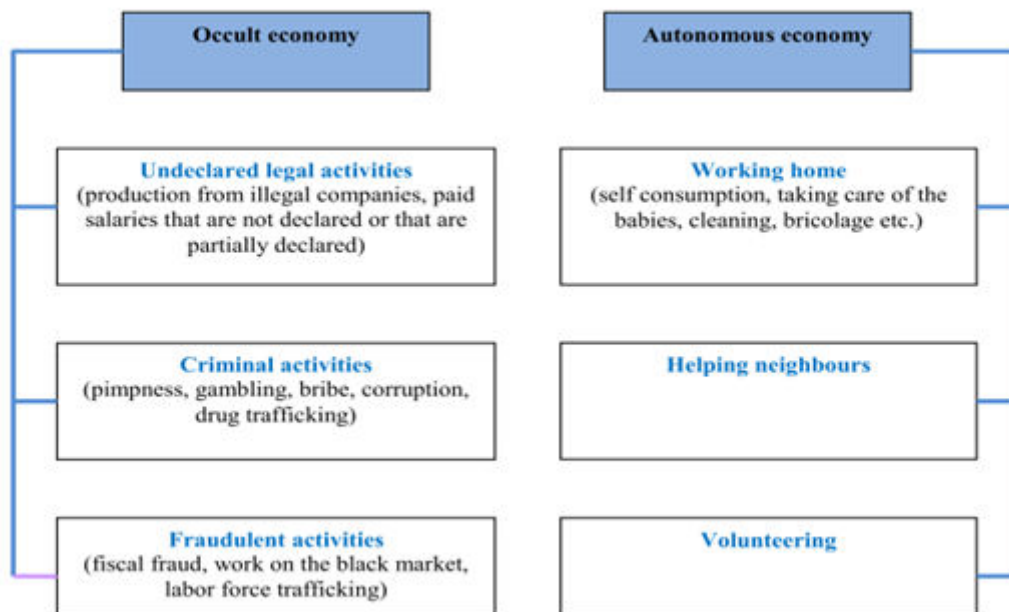 Occult economy
Autonomous economy
Undeclared legal activities
(production from illegal companies, paid
salaries that are not declared or that are
partially declared)
Working home
(self consumption, taking care of the
babies, cleaning, bricolage etc.)
Criminal activities
(pimpness, gambling, bribe, corruption,
drug trafficking)
Helping neighbours
Fraudulent activities
(fiscal fraud, work on the black market,
labor force trafficking)
Volunteering